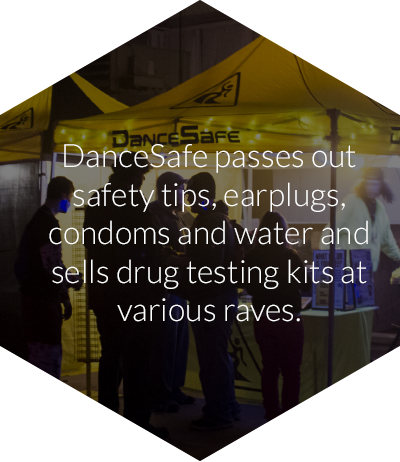 DANCESAFE
DanceSafe passes out
safety tips, earplugs,
condoms and water and
sells drug testing kits at
various raves.